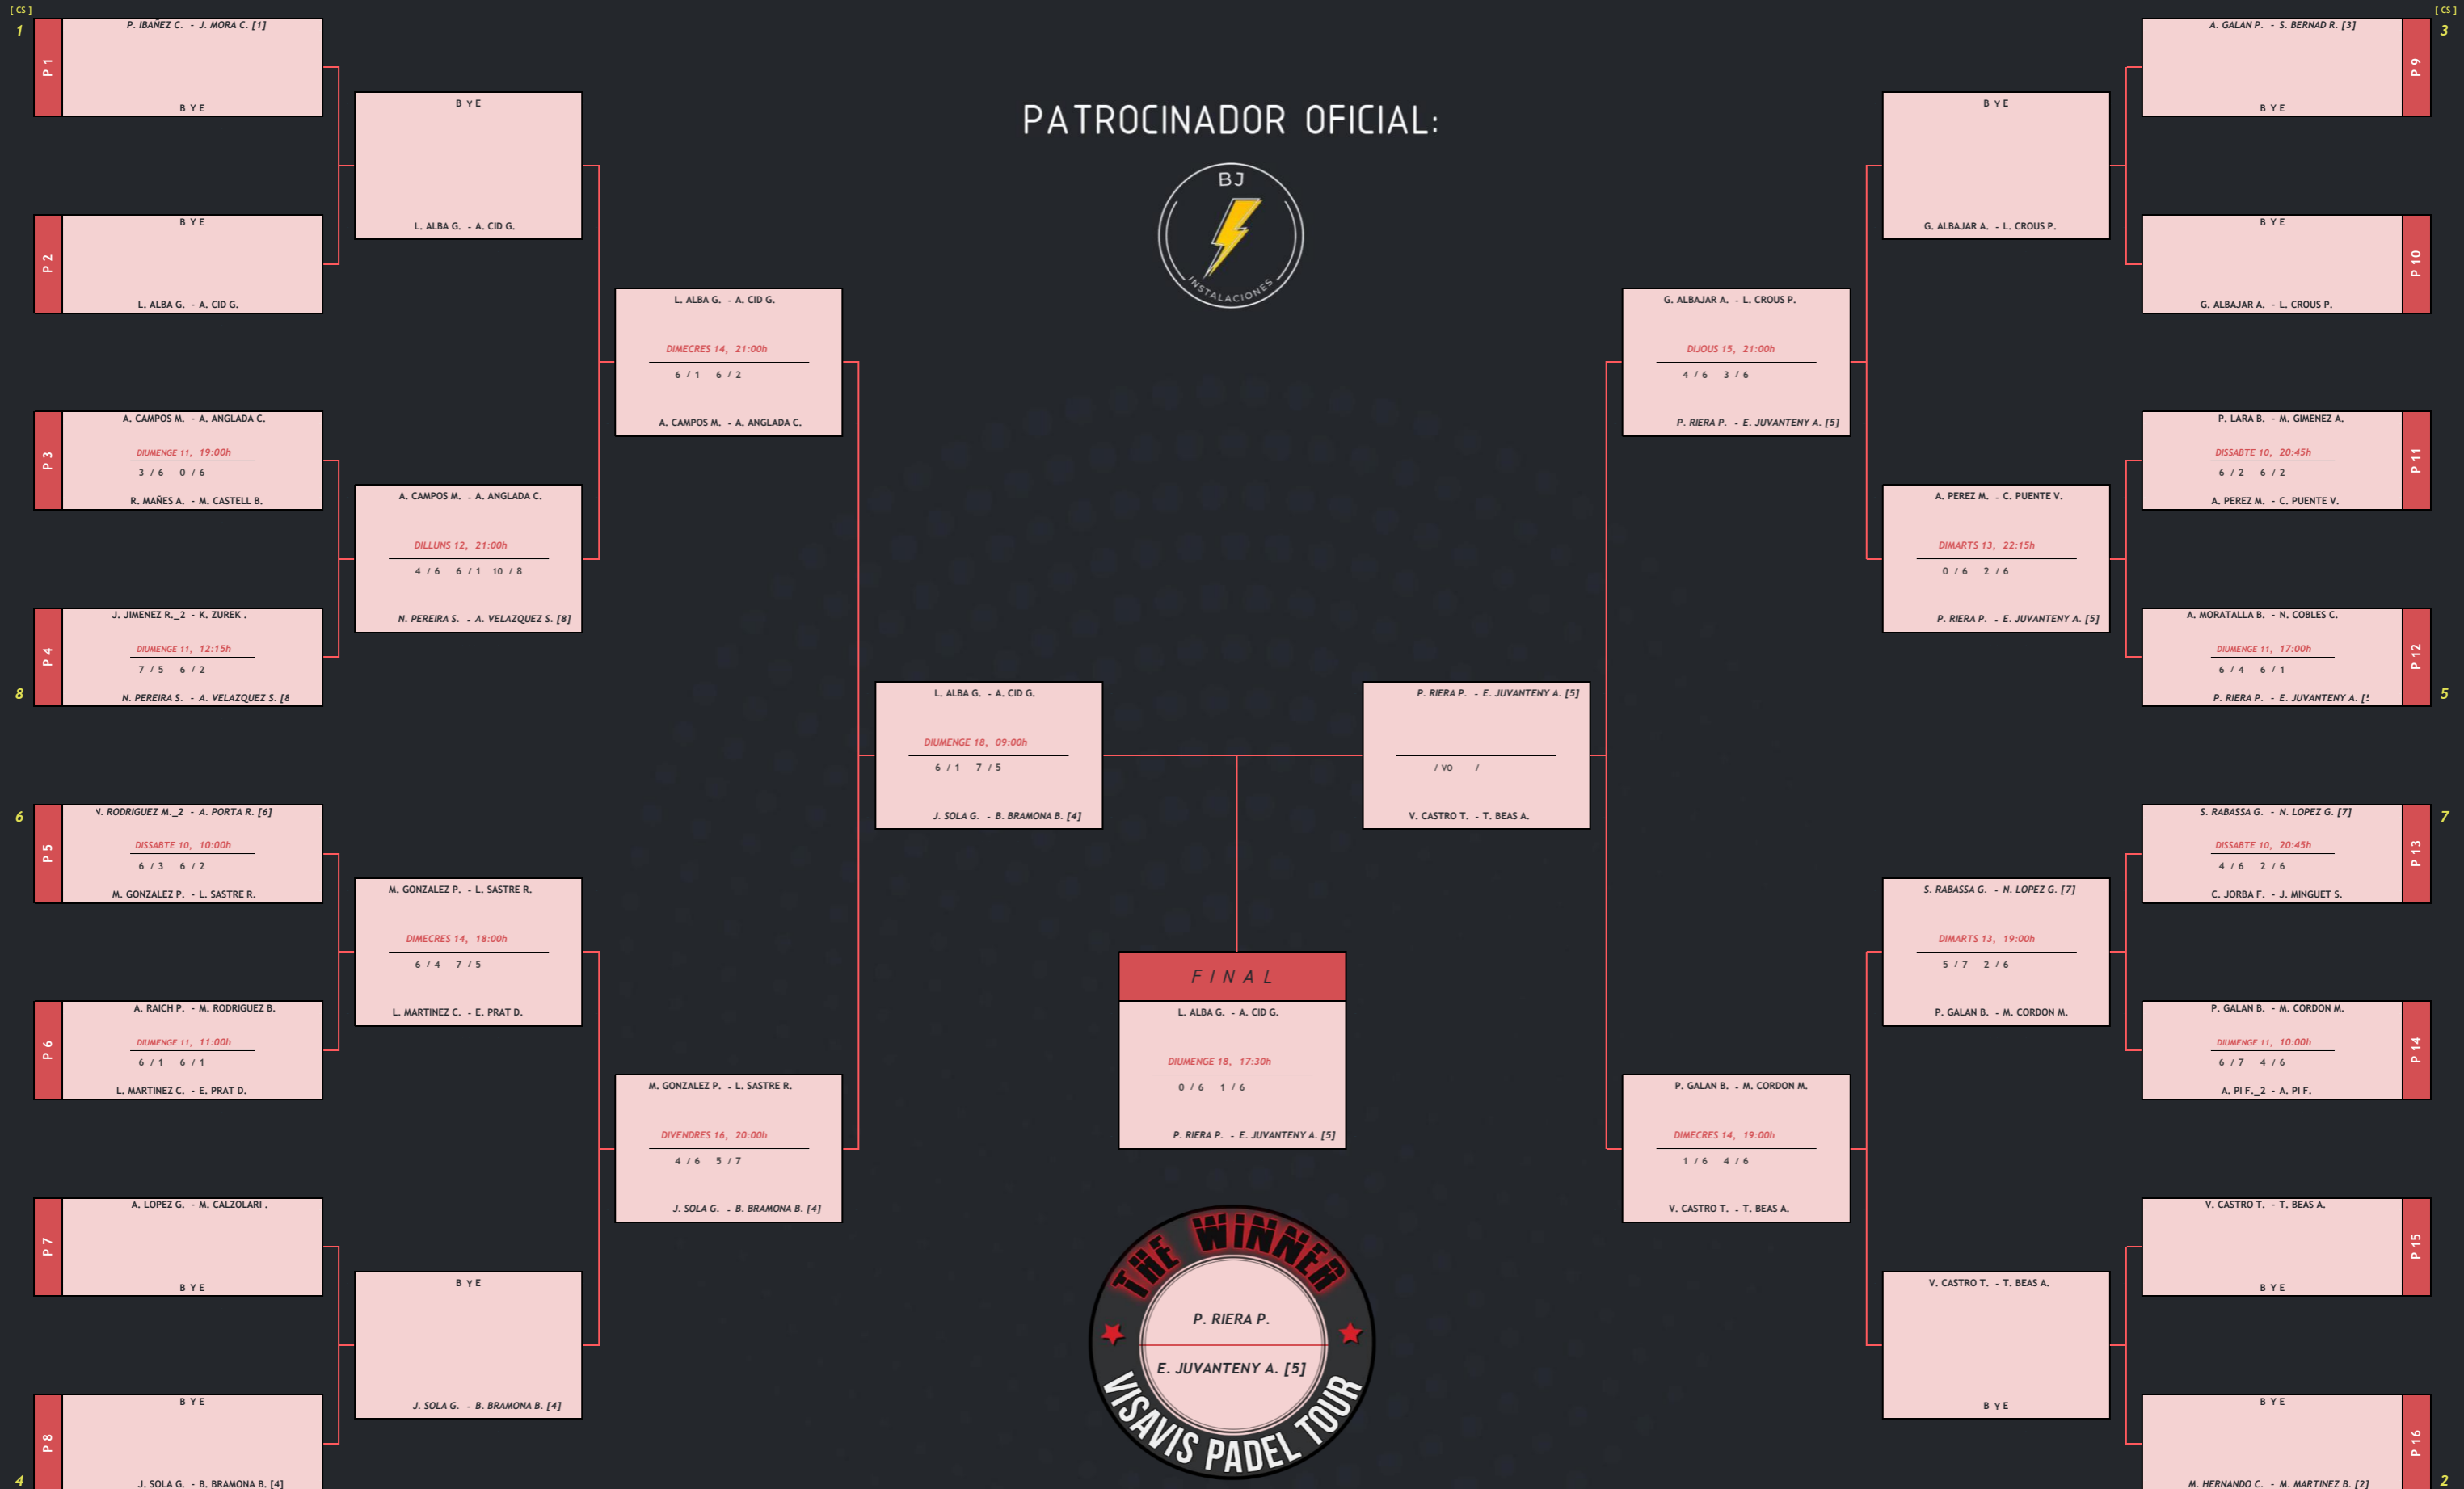 [ CS ]
1
P 1
P. IBAÑEZ C. - J. MORA C. [1]
B Y E
P 2
B Y E
L. ALBA G. - A. CID G.
P 3
A. CAMPOS M. - A. ANGLADA C.
DIUMENGE 11, 19:00h
3 / 6 0 / 6
R. MAÑES A. - M. CASTELL B.
P 4
8
J. JIMENEZ R._2 - K. ZUREK .
DIUMENGE 11, 12:15h
7 / 5 6 / 2
N. PEREIRA S. - A. VELAZQUEZ S. [8
6
P 5
N. RODRIGUEZ M._2 - A. PORTA R. [6]
DISSABTE 10, 10:00h
6 / 3 6 / 2
M. GONZALEZ P. - L. SASTRE R.
P 6
A. RAICH P. - M. RODRIGUEZ B.
DIUMENGE 11, 11:00h
6 / 1 6 / 1
L. MARTINEZ C. - E. PRAT D.
P 7
A. LOPEZ G. - M. CALZOLARI .
B Y E
P 8
4
B Y E
J. SOLA G. - B. BRAMONA B. [4]
B Y E
L. ALBA G. - A. CID G.
A. CAMPOS M. - A. ANGLADA C.
DILLUNS 12, 21:00h
4 / 6 6 / 1 10 / 8
N. PEREIRA S. - A. VELAZQUEZ S. [8]
M. GONZALEZ P. - L. SASTRE R.
DIMECRES 14, 18:00h
6 / 4 7 / 5
L. MARTINEZ C. - E. PRAT D.
B Y E
J. SOLA G. - B. BRAMONA B. [4]
L. ALBA G. - A. CID G.
DIMECRES 14, 21:00h
6 / 1 6 / 2
A. CAMPOS M. - A. ANGLADA C.
M. GONZALEZ P. - L. SASTRE R.
DIVENDRES 16, 20:00h
4 / 6 5 / 7
J. SOLA G. - B. BRAMONA B. [4]
L. ALBA G. - A. CID G.
DIUMENGE 18, 09:00h
6 / 1 7 / 5
J. SOLA G. - B. BRAMONA B. [4]
PATROCINADOR OFICIAL:
BJ
INSTALACIONES
FINAL
L. ALBA G. - A. CID G.
DIUMENGE 18, 17:30h
0 / 6 1 / 6
P. RIERA P. - E. JUVANTENY A. [5]
THE WINNER
P. RIERA P.
E. JUVANTENY A. [5]
VISAVIS PADEL TOUR
P. RIERA P. - E. JUVANTENY A. [5]
/ VO /
V. CASTRO T. - T. BEAS A.
G. ALBAJAR A. - L. CROUS P.
DIJOUS 15, 21:00h
4 / 6 3 / 6
P. RIERA P. - E. JUVANTENY A. [5]
P. GALAN B. - M. CORDON M.
DIMECRES 14, 19:00h
1 / 6 4 / 6
V. CASTRO T. - T. BEAS A.
B Y E
G. ALBAJAR A. - L. CROUS P.
A. PEREZ M. - C. PUENTE V.
DIMARTS 13, 22:15h
0 / 6 2 / 6
P. RIERA P. - E. JUVANTENY A. [5]
S. RABASSA G. - N. LOPEZ G. [7]
DIMARTS 13, 19:00h
5 / 7 2 / 6
P. GALAN B. - M. CORDON M.
V. CASTRO T. - T. BEAS A.
B Y E
[ CS ]
3
P 9
A. GALAN P. - S. BERNAD R. [3]
B Y E
P 10
B Y E
G. ALBAJAR A. - L. CROUS P.
P 11
P. LARA B. - M. GIMENEZ A.
DISSABTE 10, 20:45h
6 / 2 6 / 2
A. PEREZ M. - C. PUENTE V.
P 12
5
A. MORATALLA B. - N. COBLES C.
DIUMENGE 11, 17:00h
6 / 4 6 / 1
P. RIERA P. - E. JUVANTENY A. [5
7
P 13
S. RABASSA G. - N. LOPEZ G. [7]
DISSABTE 10, 20:45h
4 / 6 2 / 6
C. JORBA F. - J. MINGUET S.
P 14
P. GALAN B. - M. CORDON M.
DIUMENGE 11, 10:00h
6 / 7 4 / 6
A. PI F._2 - A. PI F.
P 15
V. CASTRO T. - T. BEAS A.
B Y E
P 16
2
B Y E
M. HERNANDO C. - M. MARTINEZ B. [2]